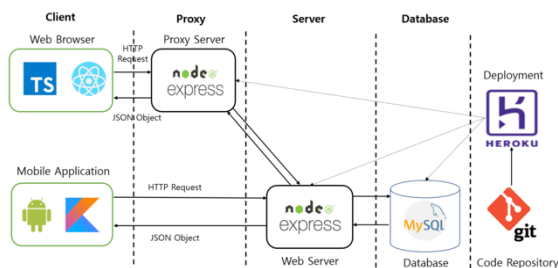 Client
Proxy
Server
Database
Web Browser
HTTP
Request
Proxy Server
TS
node
express
JSON Object
Deployment
HEROKU
Mobile Application
HTTP Request
JSON Object
node
express
Web Server
MySQL
Database
git
Code Repository